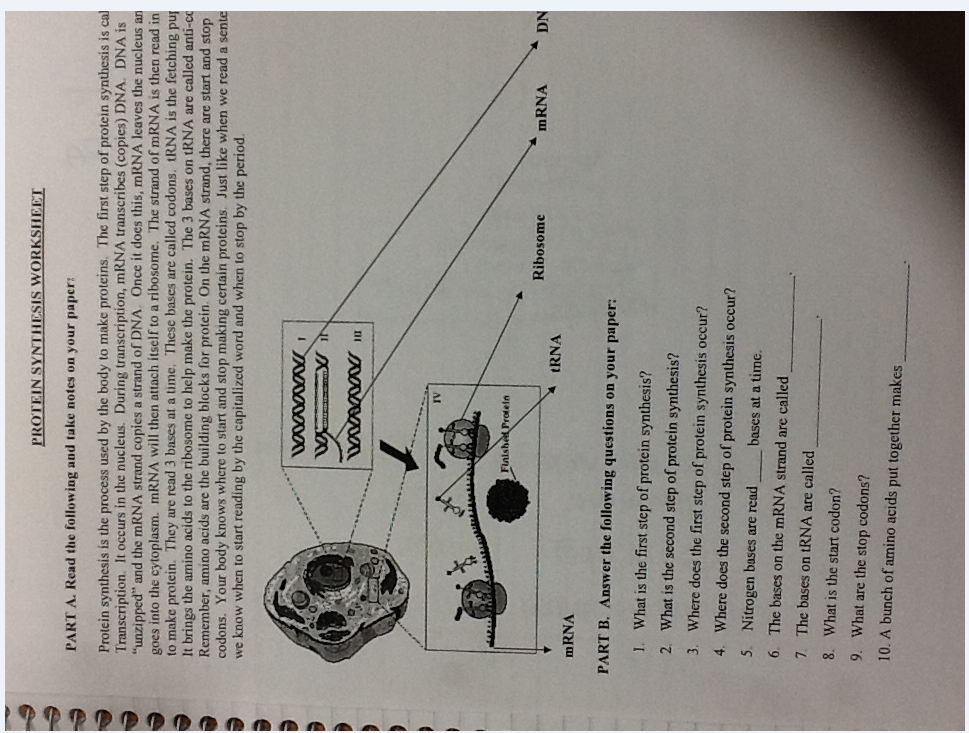 PROTEIN SYNTHESIS WORKSHEET
PART A. Read the following and take notes on your paper:
Protein synthesis is the process used by the body to make proteins. The first step of protein synthesis is cal
Transcription. It occurs in the nucleus. During transcription, mRNA transcribes (copies) DNA. DNA is
"unzipped" and the mRNA strand copies a strand of DNA. Once it does this, mRNA leaves the nucleus an
goes into the cytoplasm. mRNA will then attach itself to a ribosome. The strand of mRNA is then read in
to make protein. They are read 3 bases at a time. These bases are called codons. tRNA is the fetching pup
It brings the amino acids to the ribosome to help make the protein. The 3 bases on tRNA are called anti-co
Remember, amino acids are the building blocks for protein. On the mRNA strand, there are start and stop
codons. Your body knows where to start and stop making certain proteins. Just like when we read a sente
we know when to start reading by the capitalized word and when to stop by the period.
I
II
III
DN
mRNA
IV
Ribosome
Finished Protein
tRNA
mRNA
PART B. Answer the following questions on your paper:
1. What is the first step of protein synthesis?
2. What is the second step of protein synthesis?
3. Where does the first step of protein synthesis occur?
4. Where does the second step of protein synthesis occur?
5. Nitrogen bases are read ____ bases at a time.
6. The bases on the mRNA strand are called __________.
7. The bases on tRNA are called __________.
8. What is the start codon?
9. What are the stop codons?
10. A bunch of amino acids put together makes __________.